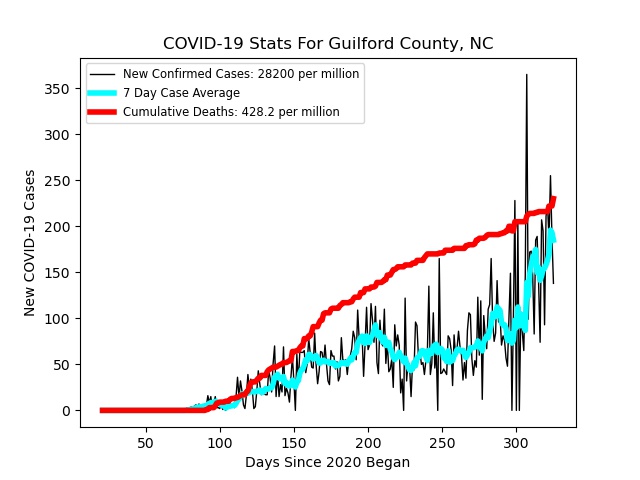 COVID-19 Stats For Guilford County, NC
New Confirmed Cases: 28200 per million
7 Day Case Average
Cumulative Deaths: 428.2 per million
New COVID-19 Cases
350
300
250
200
150
100
50
0
50 100 150 200 250 300
Days Since 2020 Began